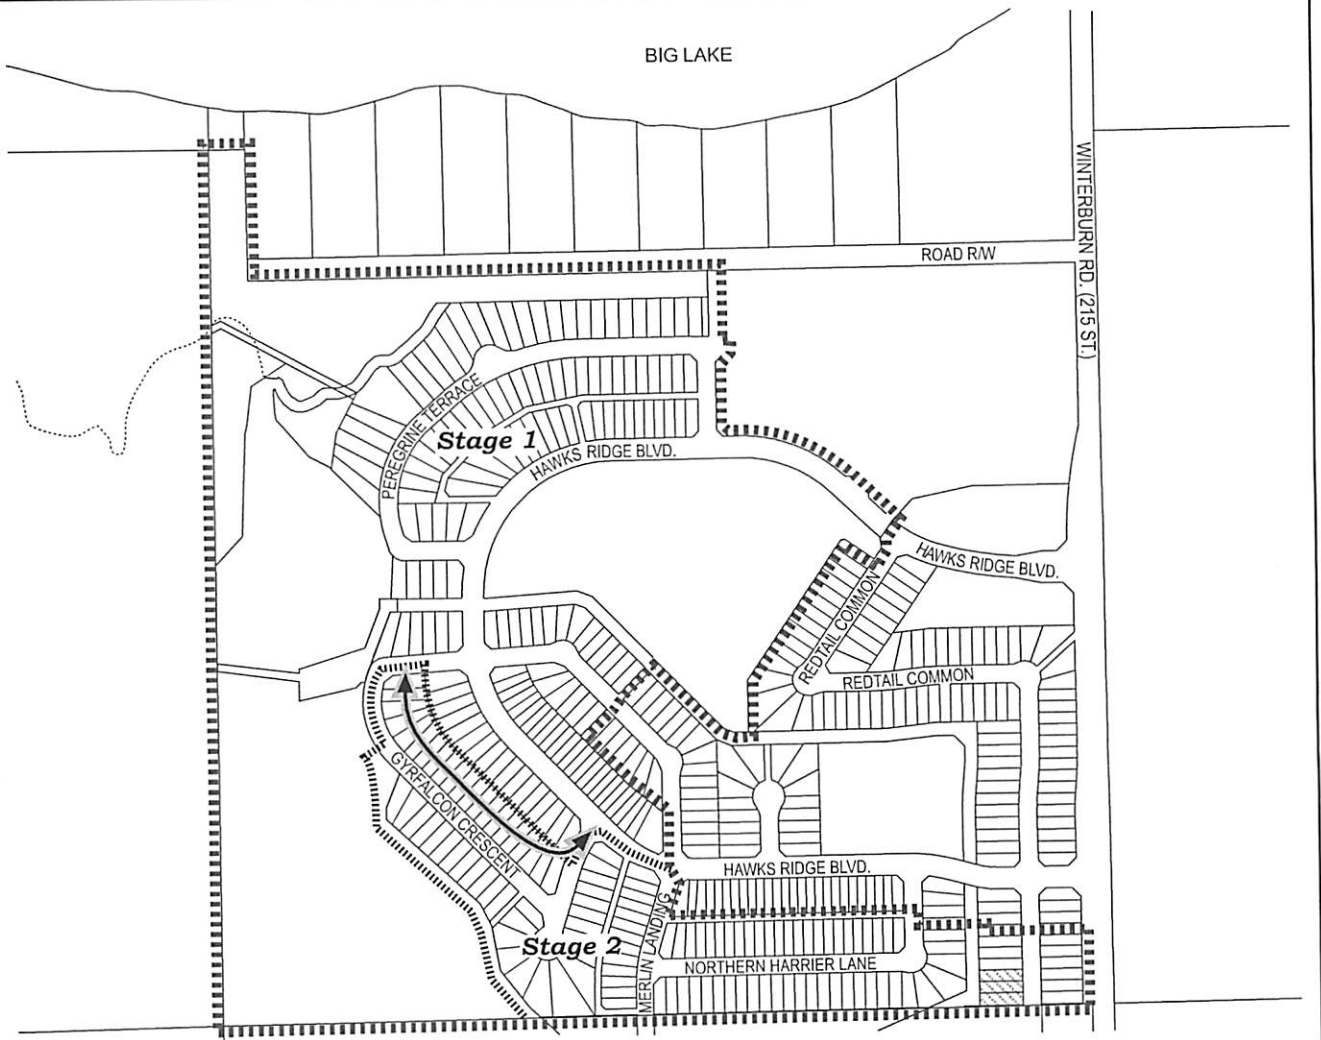 BIG LAKE
WINTERBURN RD. (215 ST.)
ROAD R/W
PEREGRINE TERRACE
Stage 1
HAWKS RIDGE BLVD.
HAWKS RIDGE BLVD.
REDTAIL COMMON
REDTAIL COMMON
GYRFALCON CRESCENT
HAWKS RIDGE BLVD.
MERLIN LANDING
Stage 2
NORTHERN HARRIER LANE